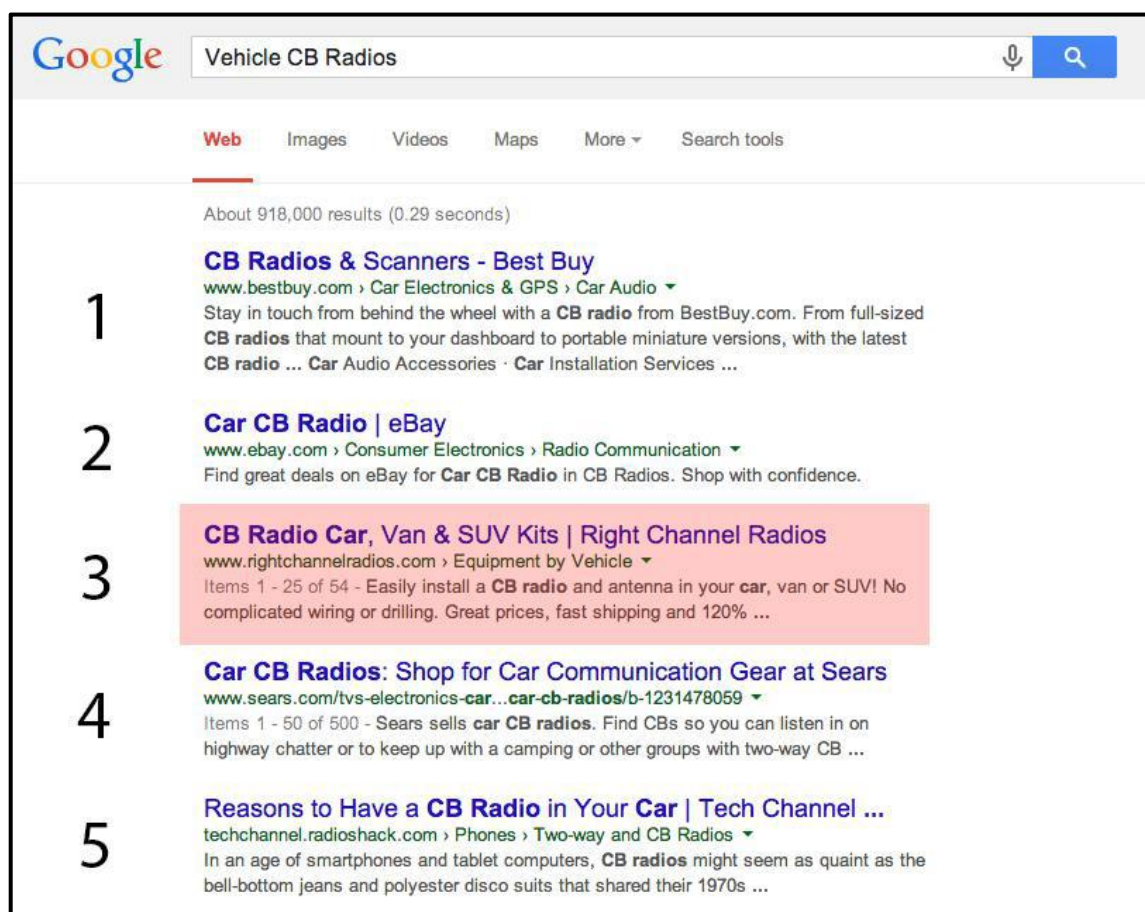 Google
Vehicle CB Radios
Web Images Videos Maps More Search tools
About 918,000 results (0.29 seconds)
1
CB Radios & Scanners - Best Buy
www.bestbuy.com › Car Electronics & GPS › Car Audio
Stay in touch from behind the wheel with a CB radio from BestBuy.com. From full-sized
CB radios that mount to your dashboard to portable miniature versions, with the latest
CB radio ... Car Audio Accessories · Car Installation Services ...
2
Car CB Radio | eBay
www.ebay.com › Consumer Electronics › Radio Communication
Find great deals on eBay for Car CB Radio in CB Radios. Shop with confidence.
3
CB Radio Car, Van & SUV Kits | Right Channel Radios
www.rightchannelradios.com › Equipment by Vehicle
Items 1 - 25 of 54 - Easily install a CB radio and antenna in your car, van or SUV! No
complicated wiring or drilling. Great prices, fast shipping and 120% ...
4
Car CB Radios: Shop for Car Communication Gear at Sears
www.sears.com/tvs-electronics-car...car-cb-radios/b-1231478059
Items 1 - 50 of 500 - Sears sells car CB radios. Find CBs so you can listen in on
highway chatter or to keep up with a camping or other groups with two-way CB ...
5
Reasons to Have a CB Radio in Your Car | Tech Channel ...
techchannel.radioshack.com › Phones › Two-way and CB Radios
In an age of smartphones and tablet computers, CB radios might seem as quaint as the
bell-bottom jeans and polyester disco suits that shared their 1970s ...